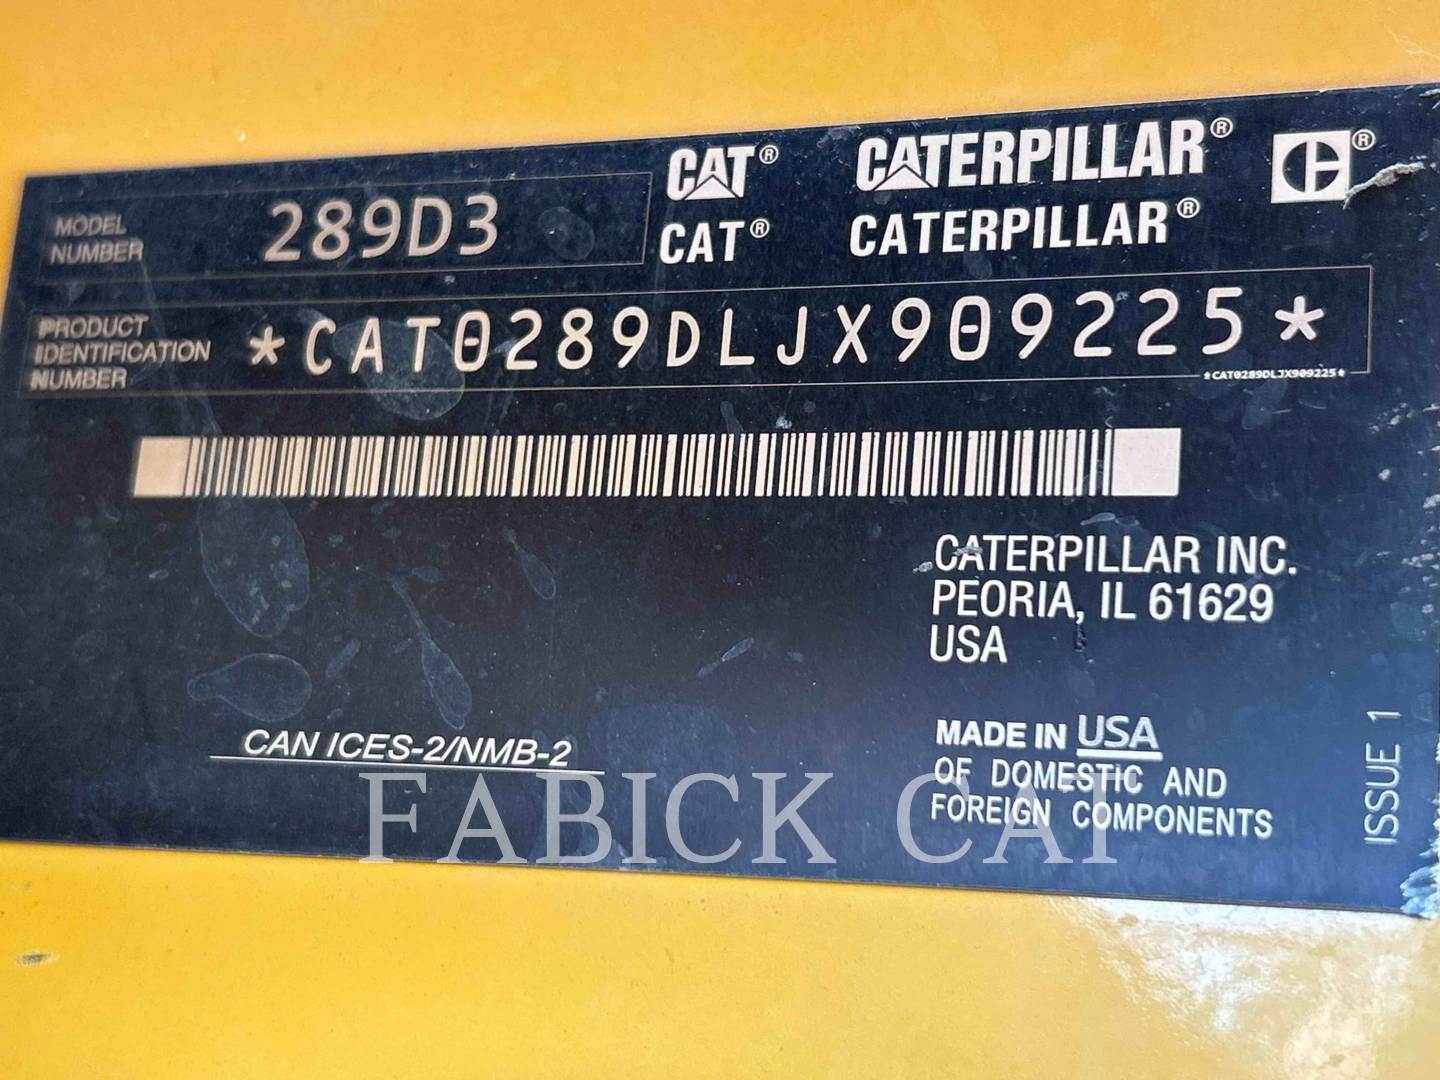 MODEL NUMBER
289D3
CAT® CATERPILLAR® ®
CAT® CATERPILLAR®
PRODUCT
IDENTIFICATION
NUMBER
*CAT0289DLJX909225*
*CAT0289DLJX909225*
CATERPILLAR INC.
PEORIA, IL 61629
USA
CAN ICES-2/NMB-2
MADE IN USA
OF DOMESTIC AND
FOREIGN COMPONENTS
ISSUE 1
FABICK CAT